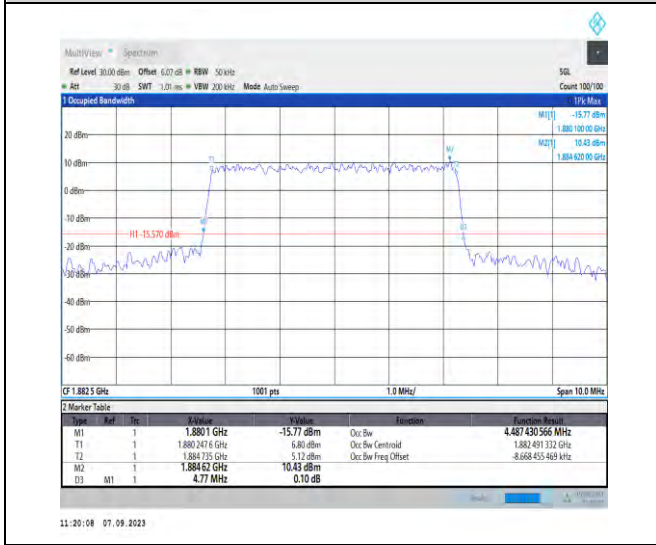 MultiView Spectrum
Ref Level 30.00 dBm Offset 6.07 dB RBW 50 kHz SGL
Att 30 dB SWT 1.01 ms VBW 200 kHz Mode Auto Sweep Count 100/100
1 Occupied Bandwidth 1Pk Max
M1[1] -15.77 dBm
1.880 100 00 GHz
M2[1] 10.43 dBm
1.884 620 00 GHz
20 dBm
M2
T1
10 dBm
0 dBm
-10 dBm
H1 -15.570 dBm
-20 dBm
-30 dBm
-40 dBm
-50 dBm
-60 dBm
CF 1.882 5 GHz 1001 pts 1.0 MHz/ Span 10.0 MHz
2 Marker Table
Type Ref Trc X-Value Y-Value Function Function Result
M1 1 1.8801 GHz -15.77 dBm Occ Bw 4.487 430 566 MHz
T1 1 1.880 247 6 GHz 6.80 dBm Occ Bw Centroid 1.882 491 332 GHz
T2 1 1.884 735 GHz 5.12 dBm Occ Bw Freq Offset -8.668 455 469 kHz
M2 1 1.884 62 GHz 10.43 dBm
D3 M1 1 4.77 MHz 0.10 dB
11:20:08 07.09.2023